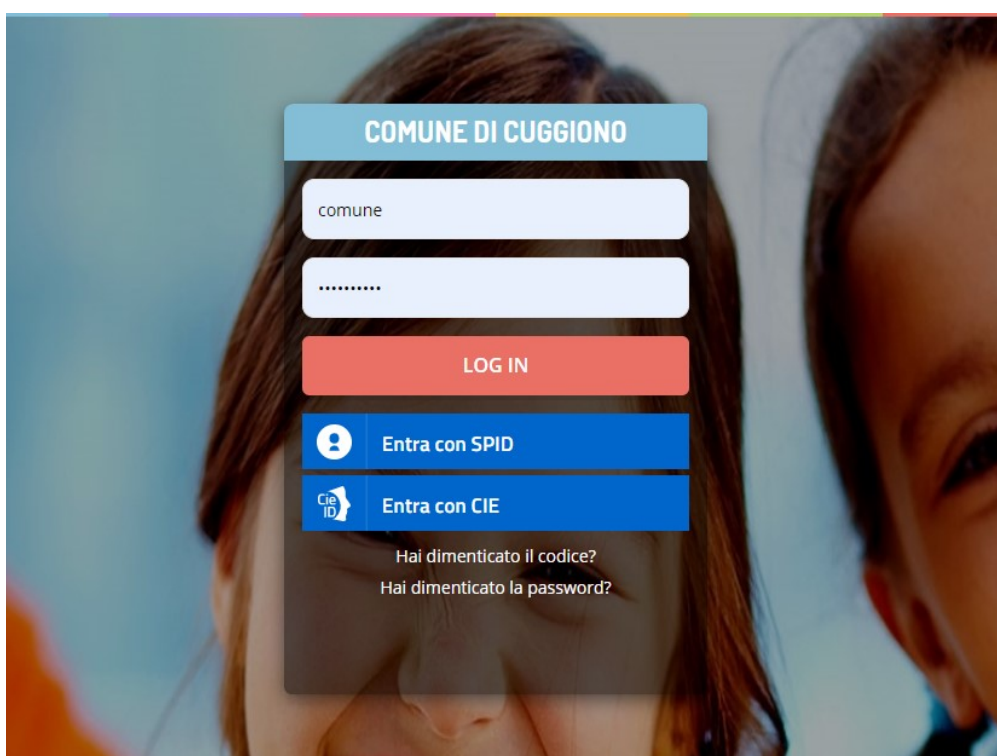 COMUNE DI CUGGIONO
comune
••••••••••
LOG IN
Entra con SPID
Cie
ID
Entra con CIE
Hai dimenticato il codice?
Hai dimenticato la password?